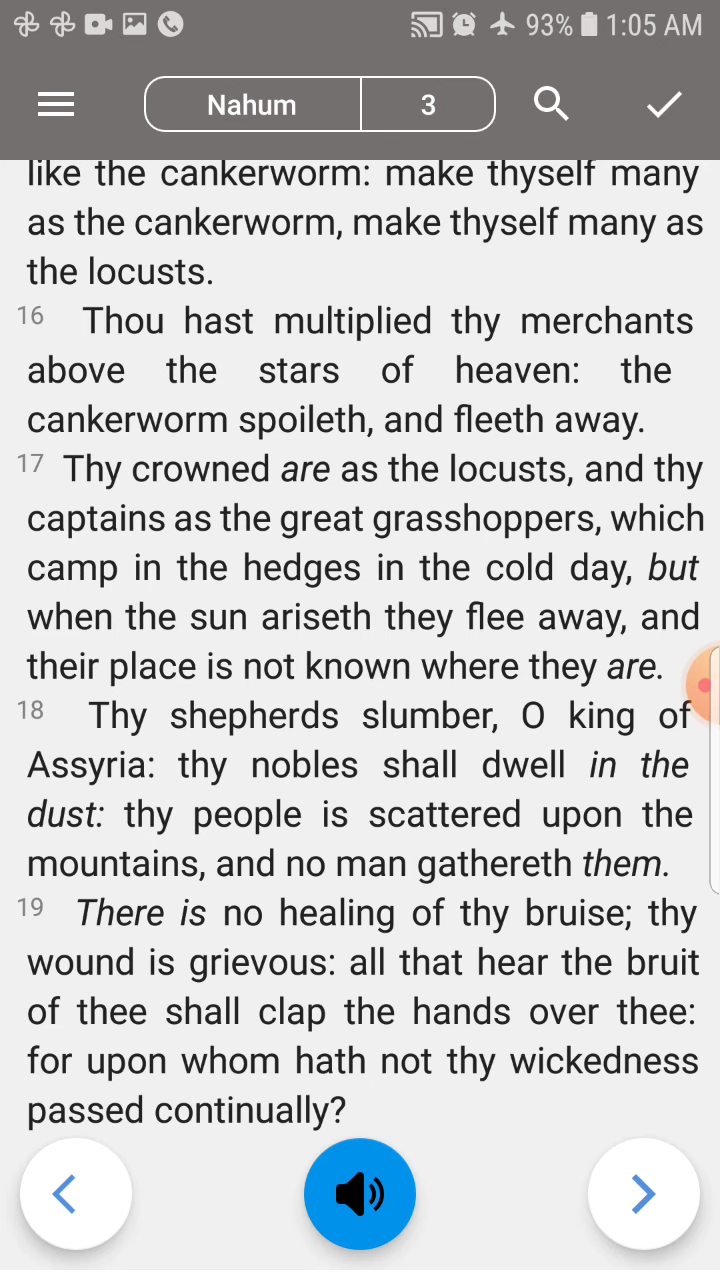 93% 1:05 AM
Nahum 3
like the cankerworm: make thyself many
as the cankerworm, make thyself many as
the locusts.
16 Thou hast multiplied thy merchants
above the stars of heaven: the
cankerworm spoileth, and fleeth away.
17 Thy crowned are as the locusts, and thy
captains as the great grasshoppers, which
camp in the hedges in the cold day, but
when the sun ariseth they flee away, and
their place is not known where they are.
18 Thy shepherds slumber, O king of
Assyria: thy nobles shall dwell in the
dust: thy people is scattered upon the
mountains, and no man gathereth them.
19 There is no healing of thy bruise; thy
wound is grievous: all that hear the bruit
of thee shall clap the hands over thee:
for upon whom hath not thy wickedness
passed continually?